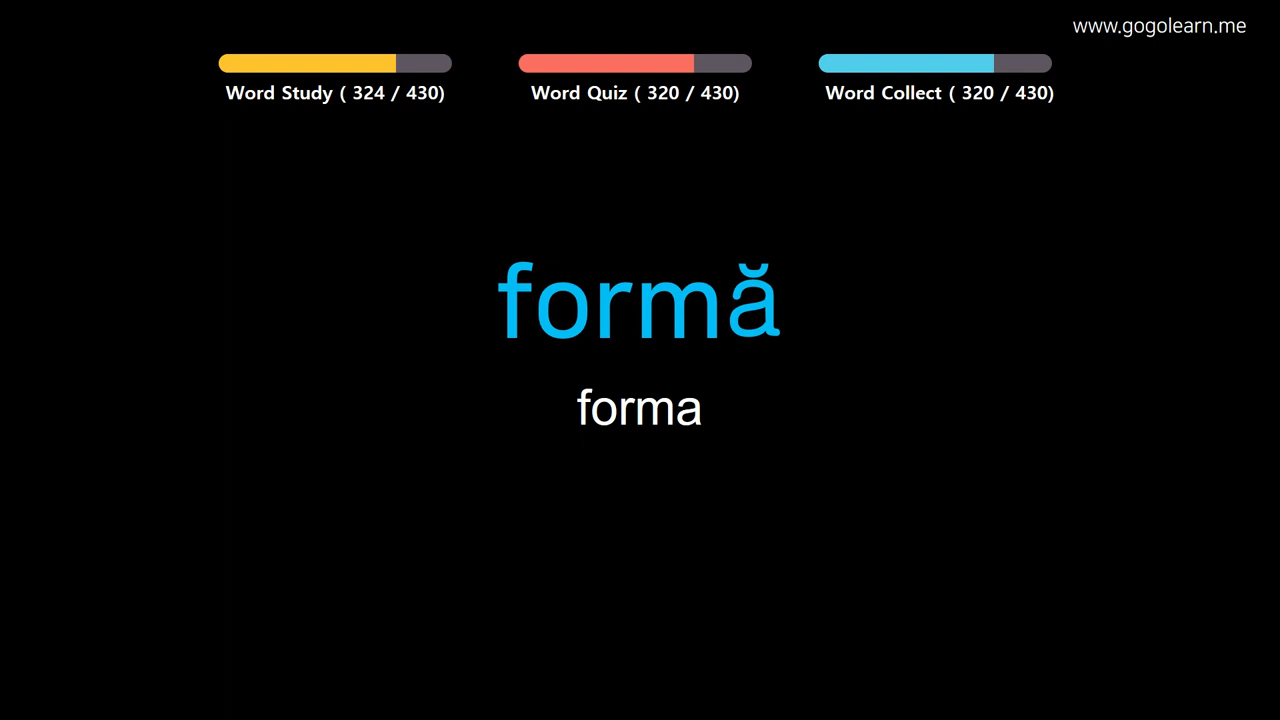 www.gogolearn.me
Word Study ( 324 / 430)
Word Quiz ( 320 / 430)
Word Collect ( 320 / 430)
formă
forma